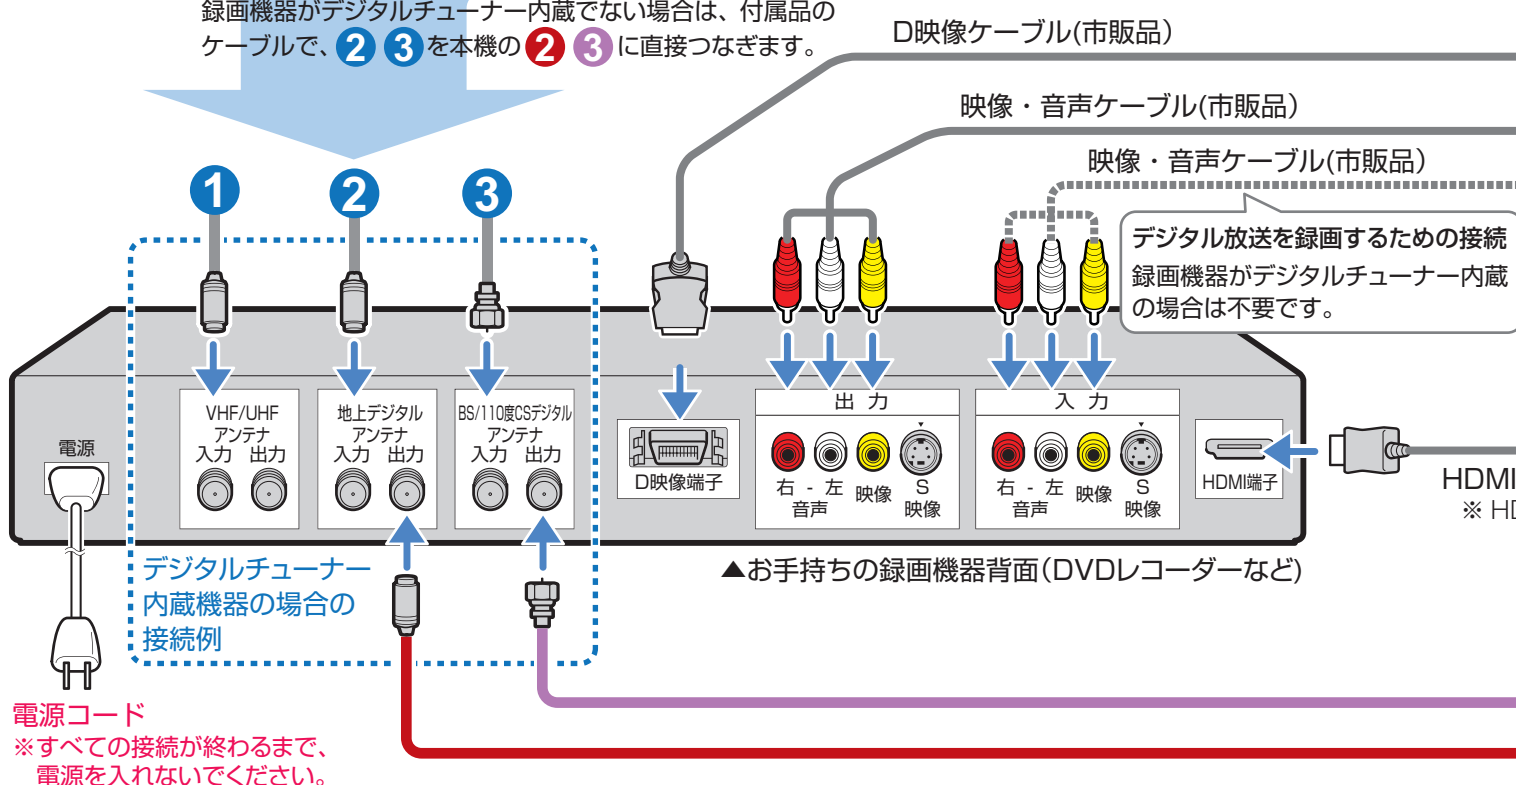 録画機器がデジタルチューナー内蔵でない場合は、付属品の
ケーブルで、2 3 を本機の 2 3 に直接つなぎます。
D映像ケーブル(市販品)
映像・音声ケーブル(市販品)
映像・音声ケーブル(市販品)
デジタル放送を録画するための接続
録画機器がデジタルチューナー内蔵
の場合は不要です。
1
2
3
電源
VHF/UHF
アンテナ
入力 出力
地上デジタル
アンテナ
入力 出力
BS/110度CSデジタル
アンテナ
入力 出力
D映像端子
出 力
右 - 左
音声
映像
S
映像
入 力
右 - 左
音声
映像
S
映像
HDMI端子
HDMI
※ HD
デジタルチューナー
内蔵機器の場合の
接続例
▲お手持ちの録画機器背面(DVDレコーダーなど)
電源コード
※すべての接続が終わるまで、
電源を入れないでください。